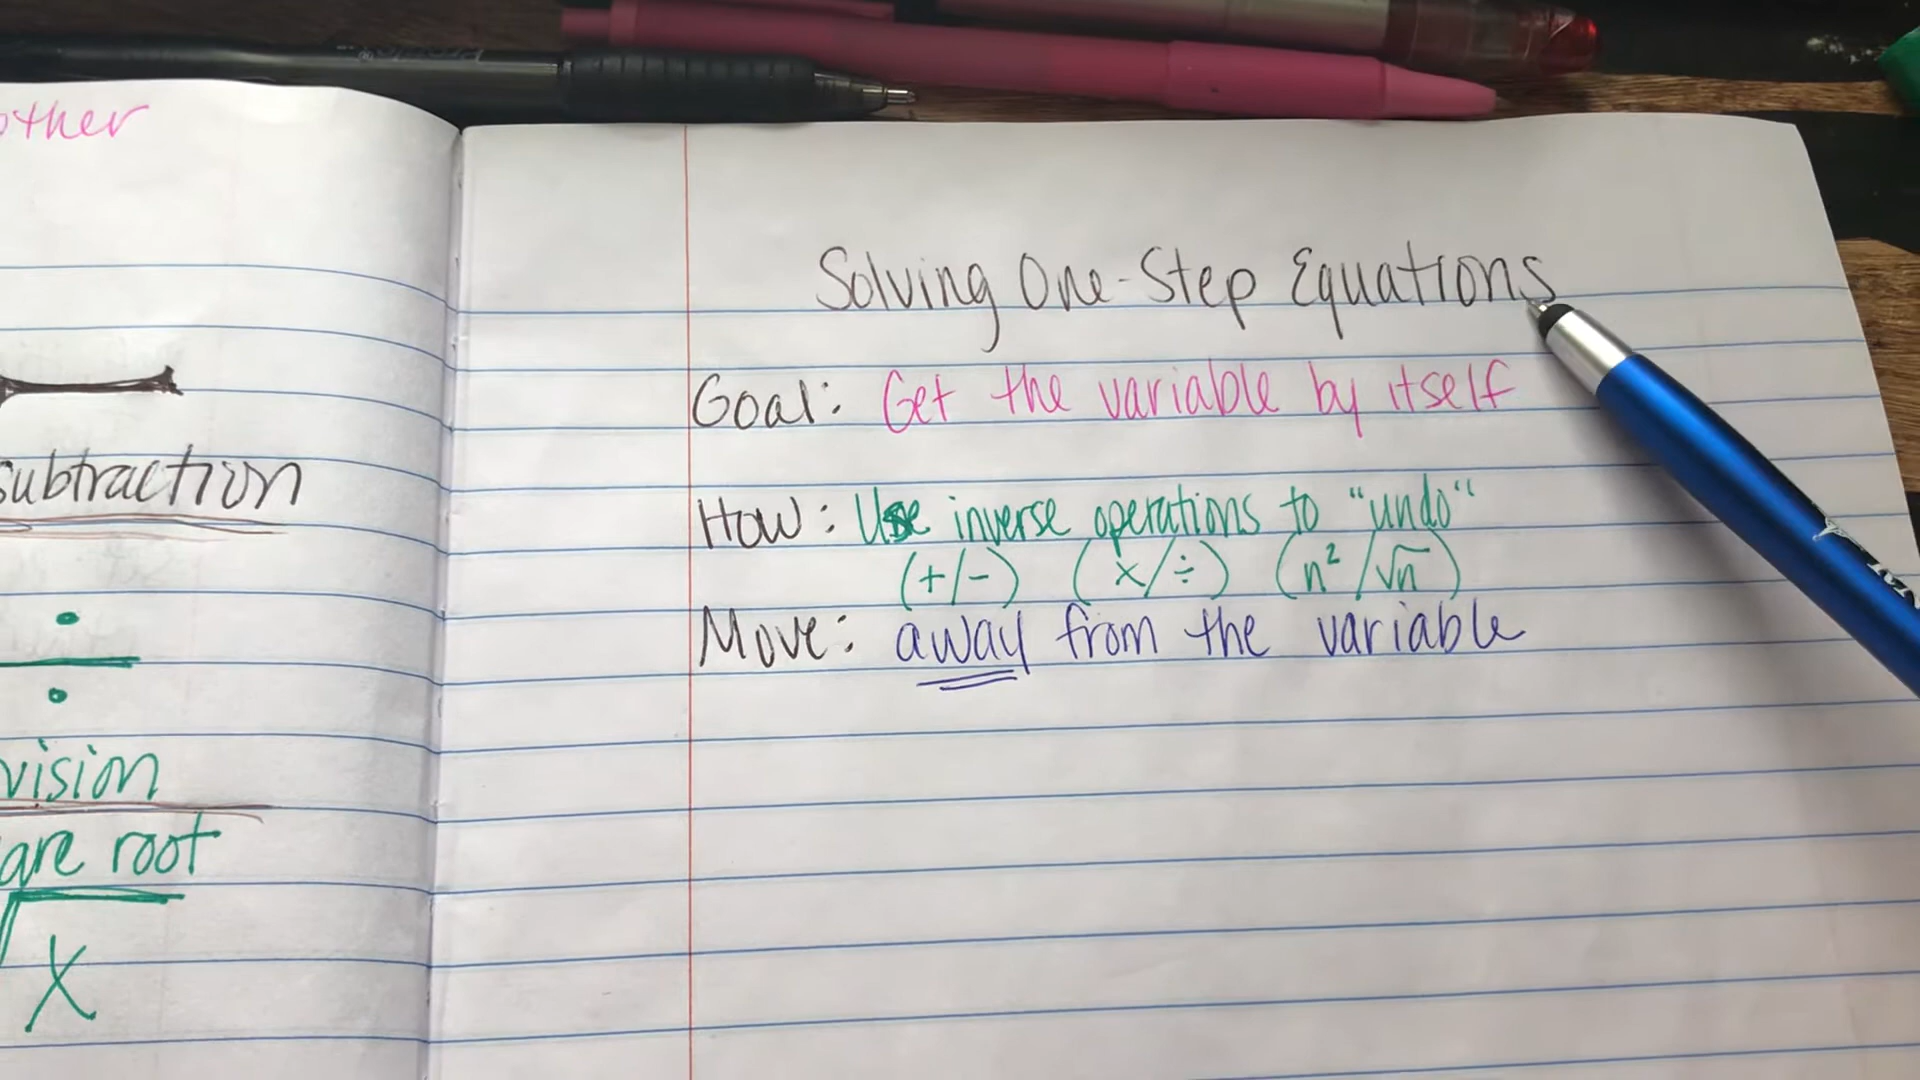 other
subtraction
vision
are root
√x
Solving One-Step Equations
Goal: Get the variable by itself
How: Use inverse operations to "undo"
(+/-) (x/÷) (n²/√n)
Move: away from the variable